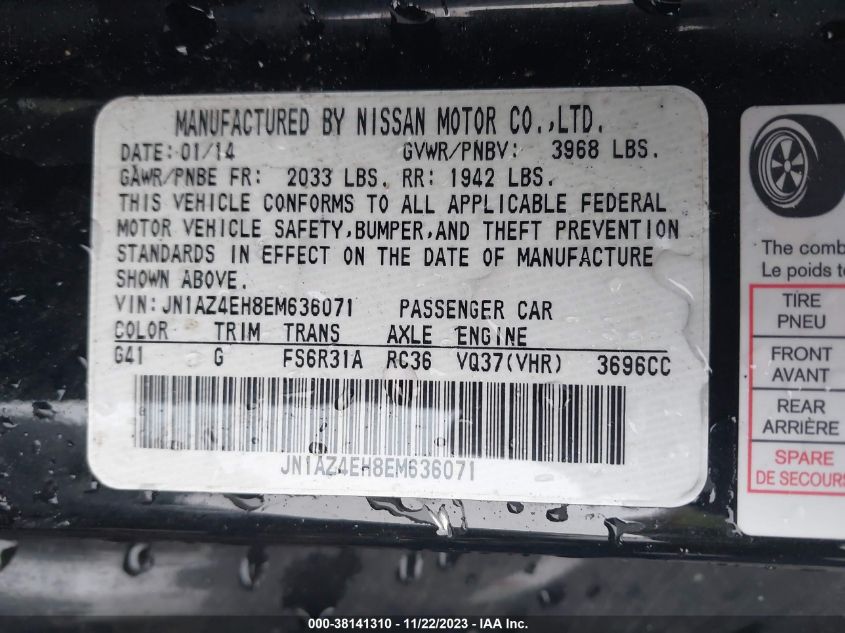 MANUFACTURED BY NISSAN MOTOR CO.,LTD.
DATE: 01/14 GVWR/PNBV: 3968 LBS.
GAWR/PNBE FR: 2033 LBS. RR: 1942 LBS.
THIS VEHICLE CONFORMS TO ALL APPLICABLE FEDERAL
MOTOR VEHICLE SAFETY,BUMPER,AND THEFT PREVENTION
STANDARDS IN EFFECT ON THE DATE OF MANUFACTURE
SHOWN ABOVE.
VIN: JN1AZ4EH8EM636071 PASSENGER CAR
COLOR TRIM TRANS AXLE ENGINE
G41 G FS6R31A RC36 VQ37(VHR) 3696CC
JN1AZ4EH8EM636071
The comb
Le poids to
TIRE
PNEU
FRONT
AVANT
REAR
ARRIÈRE
SPARE
DE SECOURS
000-38141310 - 11/22/2023 - IAA Inc.